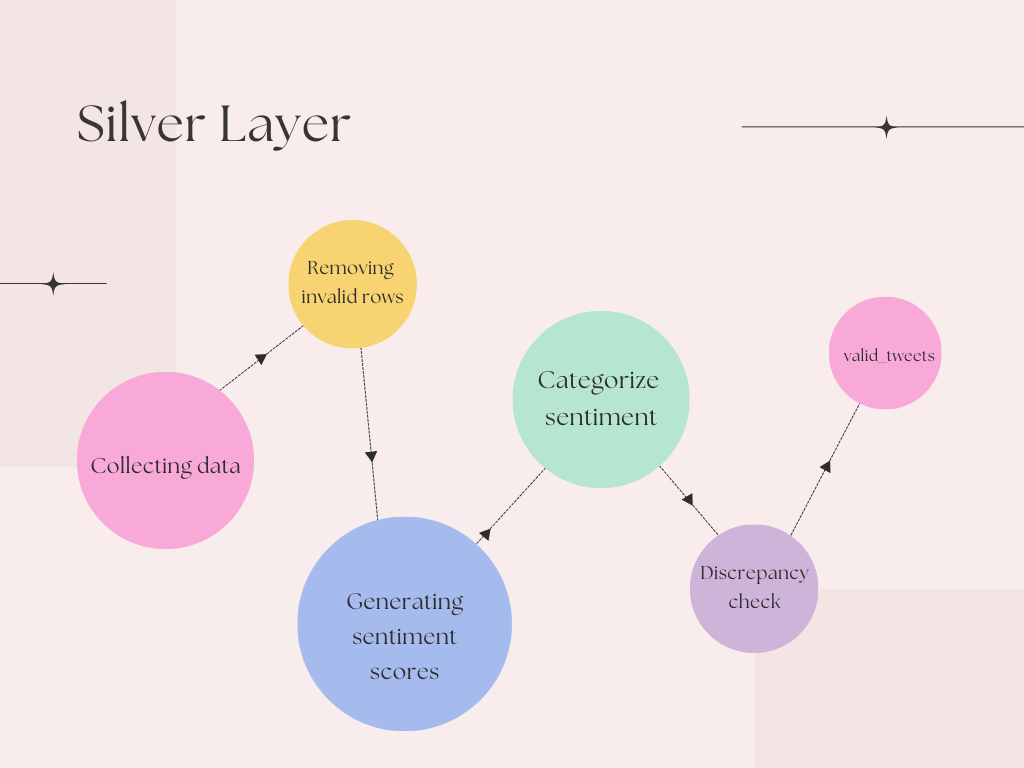 Silver Layer
Collecting data
Removing
invalid rows
Generating
sentiment
scores
Categorize
sentiment
Discrepancy
check
valid_tweets